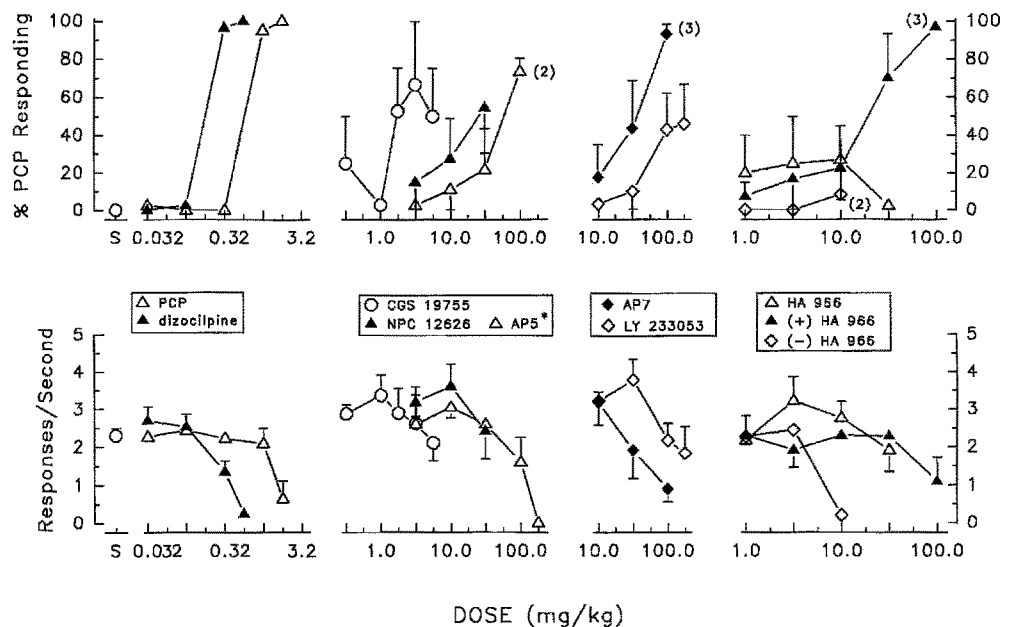 % PCP Responding
100
80
60
40
20
0
(2)
(3)
(3)
(2)
100
80
60
40
20
0
S 0.032 0.32 3.2
1.0 10.0 100.0
10.0 100.0
1.0 10.0 100.0
PCP
dizocilpine
CGS 19755
NPC 12626 AP5*
AP7
LY 233053
HA 966
(+) HA 966
(-) HA 966
Responses/Second
5
4
3
2
1
0
5
4
3
2
1
0
S 0.032 0.32 3.2
1.0 10.0 100.0
10.0 100.0
1.0 10.0 100.0
DOSE (mg/kg)